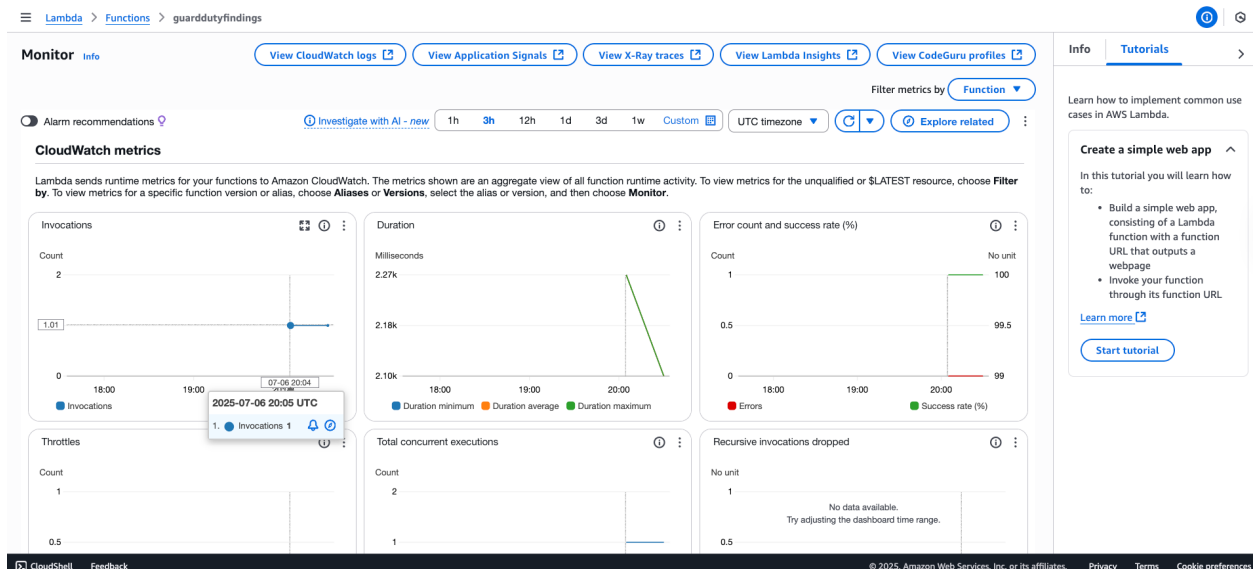 Lambda > Functions > guarddutyfindings
Monitor Info
View CloudWatch logs
View Application Signals
View X-Ray traces
View Lambda Insights
View CodeGuru profiles
Filter metrics by Function
Alarm recommendations
Investigate with AI - new
1h 3h 12h 1d 3d 1w Custom
UTC timezone
Explore related
CloudWatch metrics
Lambda sends runtime metrics for your functions to Amazon CloudWatch. The metrics shown are an aggregate view of all function runtime activity. To view metrics for the unqualified or $LATEST resource, choose Filter
by. To view metrics for a specific function version or alias, choose Aliases or Versions, select the alias or version, and then choose Monitor.
Invocations
Count
2
1.01
0
18:00 19:00
07-06 20:04
Invocations
2025-07-06 20:05 UTC
1. Invocations 1
Duration
Milliseconds
2.27k
2.18k
2.10k
18:00 19:00 20:00
Duration minimum Duration average Duration maximum
Error count and success rate (%)
Count No unit
1 100
0.5 99.5
0 99
18:00 19:00 20:00
Errors Success rate (%)
Throttles
Count
1
0.5
Total concurrent executions
Count
2
1
Recursive invocations dropped
No unit
1
No data available.
Try adjusting the dashboard time range.
0.5
Info Tutorials
Learn how to implement common use
cases in AWS Lambda.
Create a simple web app
In this tutorial you will learn how
to:
• Build a simple web app,
consisting of a Lambda
function with a function
URL that outputs a
webpage
• Invoke your function
through its function URL
Learn more
Start tutorial
CloudShell Feedback
© 2025, Amazon Web Services, Inc. or its affiliates. Privacy Terms Cookie preferences